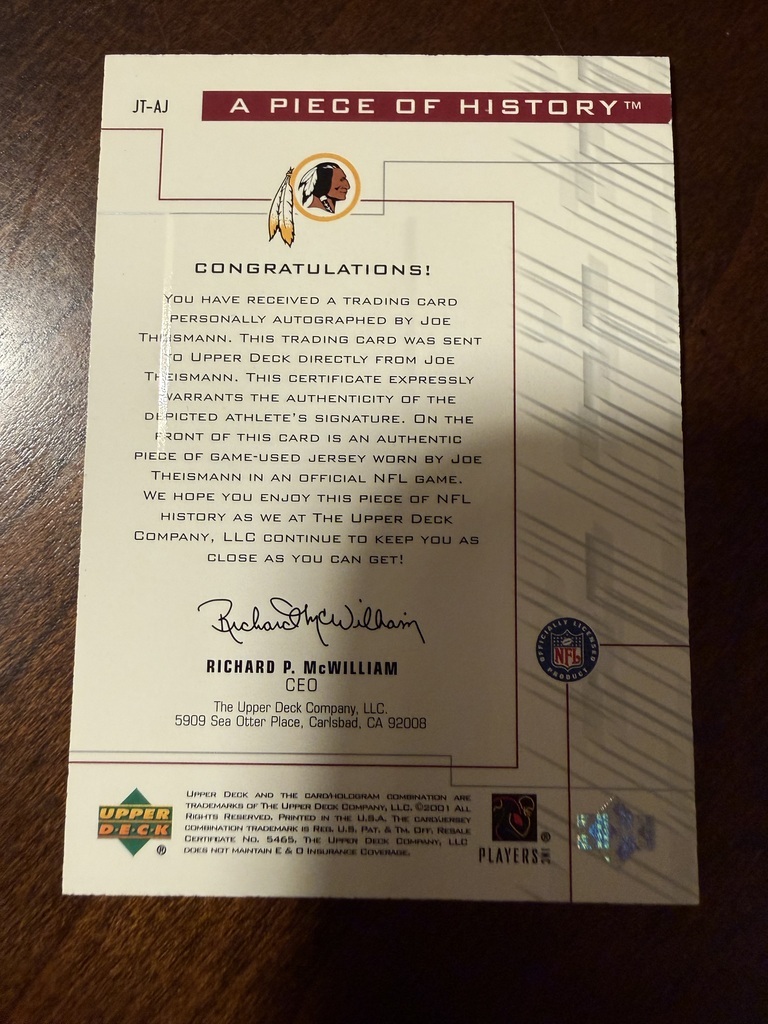 JT-AJ
A PIECE OF HISTORY™
CONGRATULATIONS!
YOU HAVE RECEIVED A TRADING CARD
PERSONALLY AUTOGRAPHED BY JOE
THEISMANN. THIS TRADING CARD WAS SENT
TO UPPER DECK DIRECTLY FROM JOE
THEISMANN. THIS CERTIFICATE EXPRESSLY
WARRANTS THE AUTHENTICITY OF THE
DEPICTED ATHLETE'S SIGNATURE. ON THE
FRONT OF THIS CARD IS AN AUTHENTIC
PIECE OF GAME-USED JERSEY WORN BY JOE
THEISMANN IN AN OFFICIAL NFL GAME.
WE HOPE YOU ENJOY THIS PIECE OF NFL
HISTORY AS WE AT THE UPPER DECK
COMPANY, LLC CONTINUE TO KEEP YOU AS
CLOSE AS YOU CAN GET!
Richard McWilliam
RICHARD P. McWILLIAM
CEO
The Upper Deck Company, LLC.
5909 Sea Otter Place, Carlsbad, CA 92008
OFFICIALLY LICENSED
NFL
PRODUCT
UPPER
DECK
®
UPPER DECK AND THE CARD/HOLOGRAM COMBINATION ARE
TRADEMARKS OF THE UPPER DECK COMPANY, LLC. ©2001 ALL
RIGHTS RESERVED. PRINTED IN THE U.S.A. THE CARD/JERSEY
COMBINATION TRADEMARK IS REG. U.S. PAT. & TM. OFF. RESALE
CERTIFICATE NO. 5465. THE UPPER DECK COMPANY, LLC
DOES NOT MAINTAIN E & O INSURANCE COVERAGE.
PLAYERS INC ®